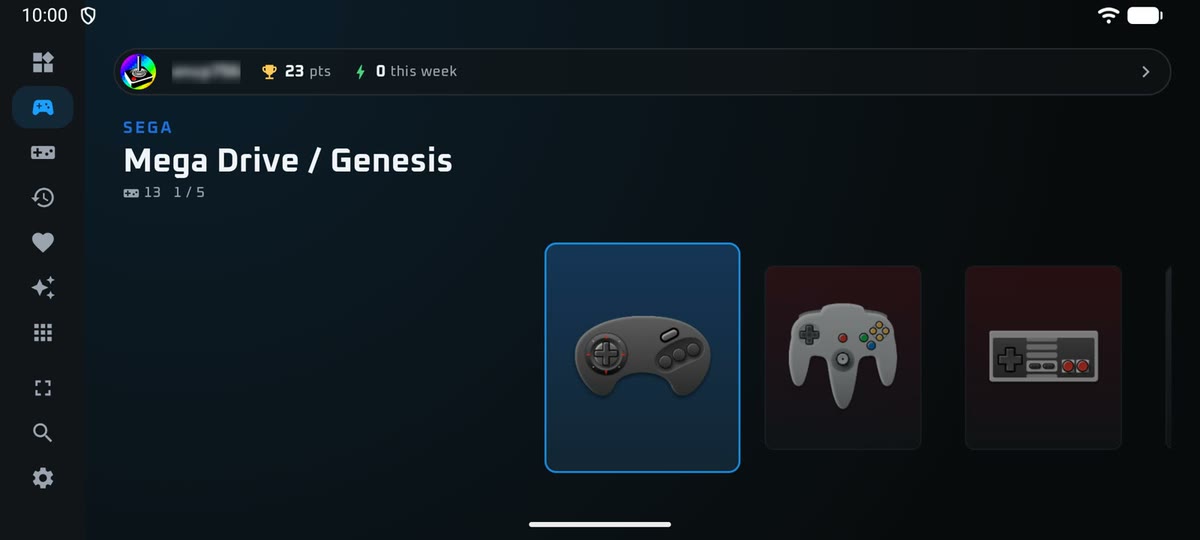 10:00
23 pts 0 this week
SEGA
Mega Drive / Genesis
13 1 / 5